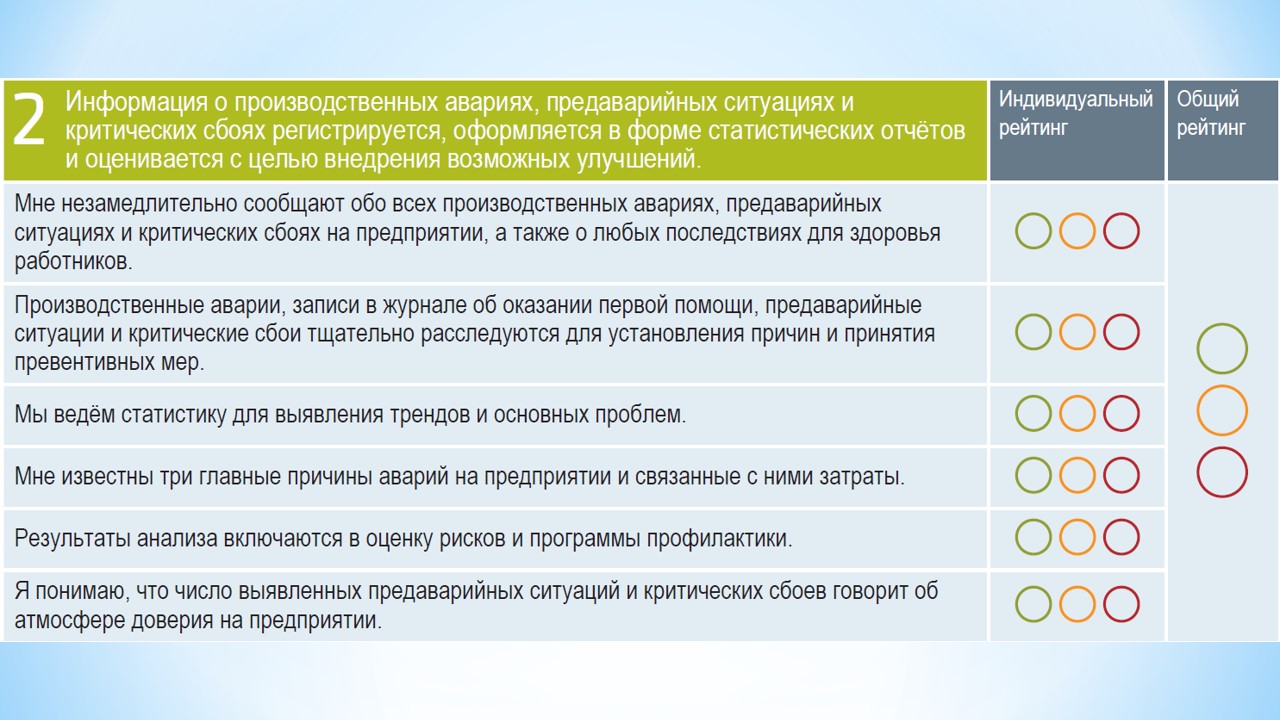 2
Информация о производственных авариях, предаварийных ситуациях и
критических сбоях регистрируется, оформляется в форме статистических отчётов
и оценивается с целью внедрения возможных улучшений.
Индивидуальный
рейтинг
Общий
рейтинг
Мне незамедлительно сообщают обо всех производственных авариях, предаварийных
ситуациях и критических сбоях на предприятии, а также о любых последствиях для здоровья
работников.
Производственные аварии, записи в журнале об оказании первой помощи, предаварийные
ситуации и критические сбои тщательно расследуются для установления причин и принятия
превентивных мер.
Мы ведём статистику для выявления трендов и основных проблем.
Мне известны три главные причины аварий на предприятии и связанные с ними затраты.
Результаты анализа включаются в оценку рисков и программы профилактики.
Я понимаю, что число выявленных предаварийных ситуаций и критических сбоев говорит об
атмосфере доверия на предприятии.